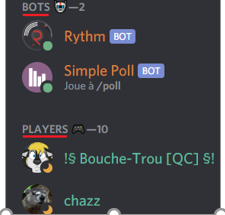 BOTS 🤖—2
Rythm BOT
Simple Poll BOT
Joue à /poll
PLAYERS 🎮—10
!§ Bouche-Trou [QC] §!
chazz